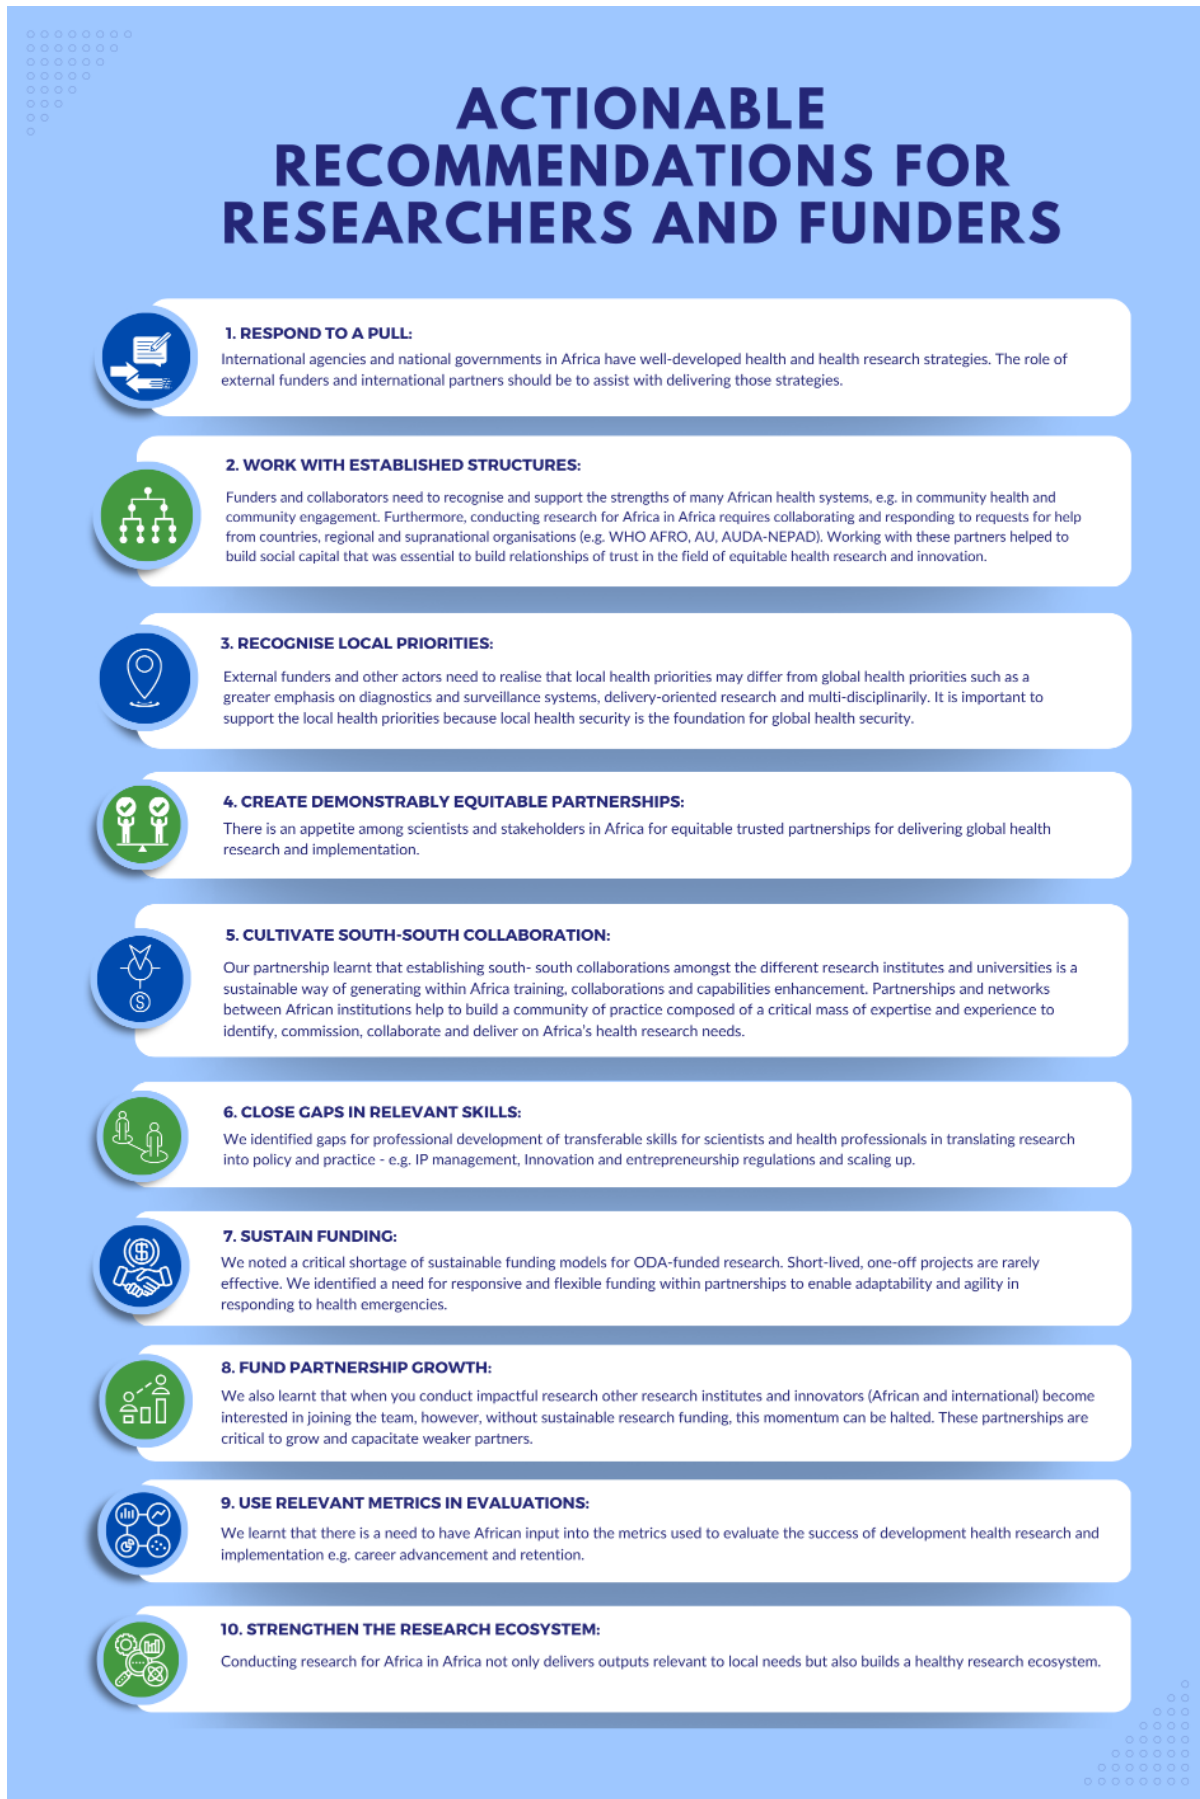 ACTIONABLE
RECOMMENDATIONS FOR
RESEARCHERS AND FUNDERS
1. RESPOND TO A PULL:
International agencies and national governments in Africa have well-developed health and health research strategies. The role of
external funders and international partners should be to assist with delivering those strategies.
2. WORK WITH ESTABLISHED STRUCTURES:
Funders and collaborators need to recognise and support the strengths of many African health systems, e.g. in community health and
community engagement. Furthermore, conducting research for Africa in Africa requires collaborating and responding to requests for help
from countries, regional and supranational organisations (e.g. WHO AFRO, AU, AUDA-NEPAD). Working with these partners helped to
build social capital that was essential to build relationships of trust in the field of equitable health research and innovation.
3. RECOGNISE LOCAL PRIORITIES:
External funders and other actors need to realise that local health priorities may differ from global health priorities such as a
greater emphasis on diagnostics and surveillance systems, delivery-oriented research and multi-disciplinarily. It is important to
support the local health priorities because local health security is the foundation for global health security.
4. CREATE DEMONSTRABLY EQUITABLE PARTNERSHIPS:
There is an appetite among scientists and stakeholders in Africa for equitable trusted partnerships for delivering global health
research and implementation.
5. CULTIVATE SOUTH-SOUTH COLLABORATION:
Our partnership learnt that establishing south- south collaborations amongst the different research institutes and universities is a
sustainable way of generating within Africa training, collaborations and capabilities enhancement. Partnerships and networks
between African institutions help to build a community of practice composed of a critical mass of expertise and experience to
identify, commission, collaborate and deliver on Africa's health research needs.
6. CLOSE GAPS IN RELEVANT SKILLS:
We identified gaps for professional development of transferable skills for scientists and health professionals in translating research
into policy and practice - e.g. IP management, Innovation and entrepreneurship regulations and scaling up.
7. SUSTAIN FUNDING:
We noted a critical shortage of sustainable funding models for ODA-funded research. Short-lived, one-off projects are rarely
effective. We identified a need for responsive and flexible funding within partnerships to enable adaptability and agility in
responding to health emergencies.
8. FUND PARTNERSHIP GROWTH:
We also learnt that when you conduct impactful research other research institutes and innovators (African and international) become
interested in joining the team, however, without sustainable research funding, this momentum can be halted. These partnerships are
critical to grow and capacitate weaker partners.
9. USE RELEVANT METRICS IN EVALUATIONS:
We learnt that there is a need to have African input into the metrics used to evaluate the success of development health research and
implementation e.g. career advancement and retention.
10. STRENGTHEN THE RESEARCH ECOSYSTEM:
Conducting research for Africa in Africa not only delivers outputs relevant to local needs but also builds a healthy research ecosystem.